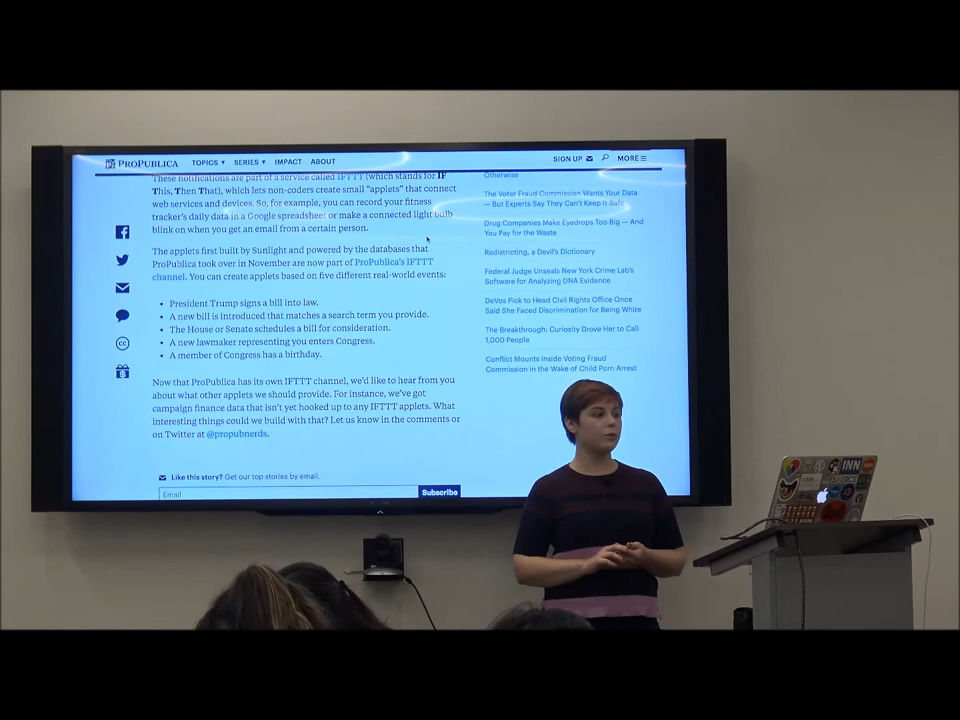 PROPUBLICA TOPICS SERIES IMPACT ABOUT SIGN UP MORE
These notifications are part of a service called IFTTT (which stands for IF
This, Then That), which lets non-coders create small “applets” that connect
web services and devices. So, for example, you can record your fitness
tracker’s daily data in a Google spreadsheet or make a connected light bulb
blink on when you get an email from a certain person.
The applets first built by Sunlight and powered by the databases that
ProPublica took over in November are now part of ProPublica’s IFTTT
channel. You can create applets based on five different real-world events:
• President Trump signs a bill into law.
• A new bill is introduced that matches a search term you provide.
• The House or Senate schedules a bill for consideration.
• A new lawmaker representing you enters Congress.
• A member of Congress has a birthday.
Now that ProPublica has its own IFTTT channel, we’d like to hear from you
about what other applets we should provide. For instance, we’ve got
campaign finance data that isn’t yet hooked up to any IFTTT applets. What
interesting things could we build with that? Let us know in the comments or
on Twitter at @propubnerds.
Like this story? Get our top stories by email.
Email Subscribe
cc
Otherwise
The Voter Fraud Commission Wants Your Data
— But Experts Say They Can’t Keep It Safe
Drug Companies Make Eyedrops Too Big — And
You Pay for the Waste
Redistricting, a Devil’s Dictionary
Federal Judge Unseals New York Crime Lab’s
Software for Analyzing DNA Evidence
DeVos Pick to Head Civil Rights Office Once
Said She Faced Discrimination for Being White
The Breakthrough: Curiosity Drove Her to Call
1,000 People
Conflict Mounts Inside Voting Fraud
Commission in the Wake of Child Porn Arrest
INN